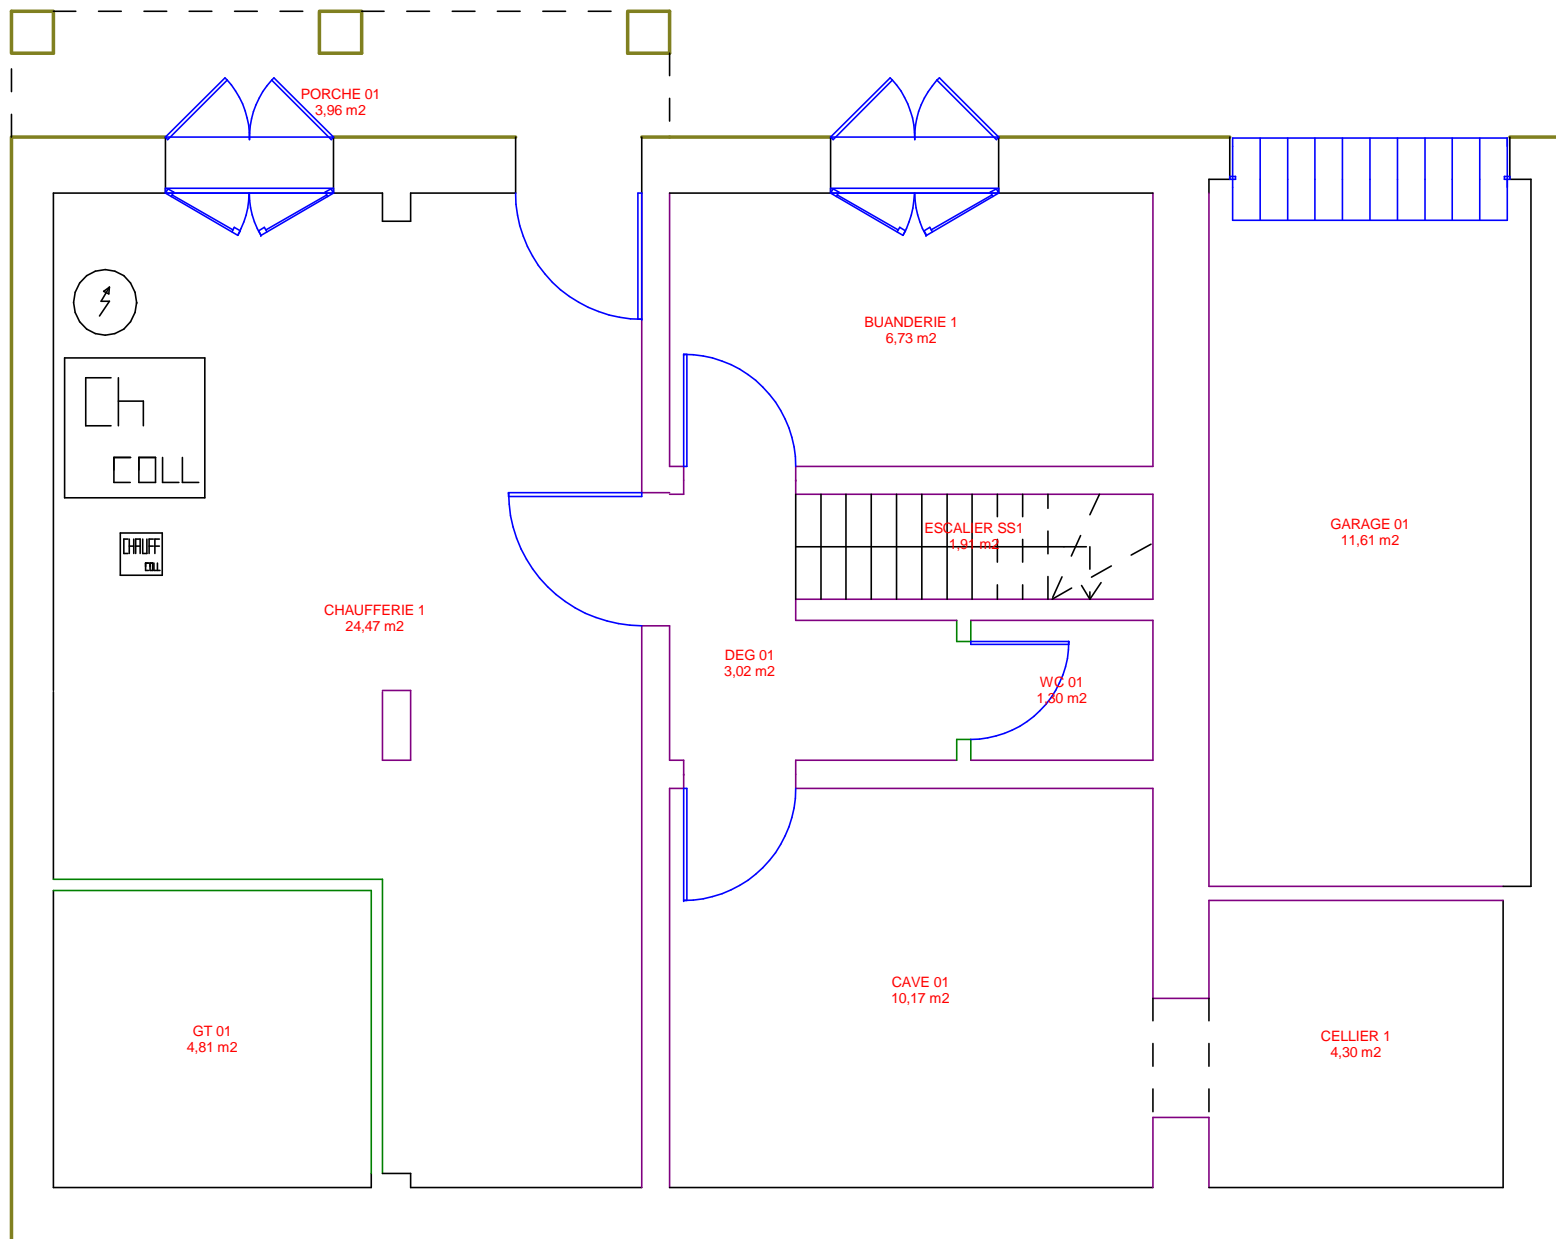 PORCHE 01
3,96 m2
BUANDERIE 1
6,73 m2
Ch
COLL
ESCALIER SS1
1,91 m2
GARAGE 01
11,61 m2
CHAUFF
COLL
CHAUFFERIE 1
24,47 m2
DEG 01
3,02 m2
WC 01
1,30 m2
CAVE 01
10,17 m2
GT 01
4,81 m2
CELLIER 1
4,30 m2